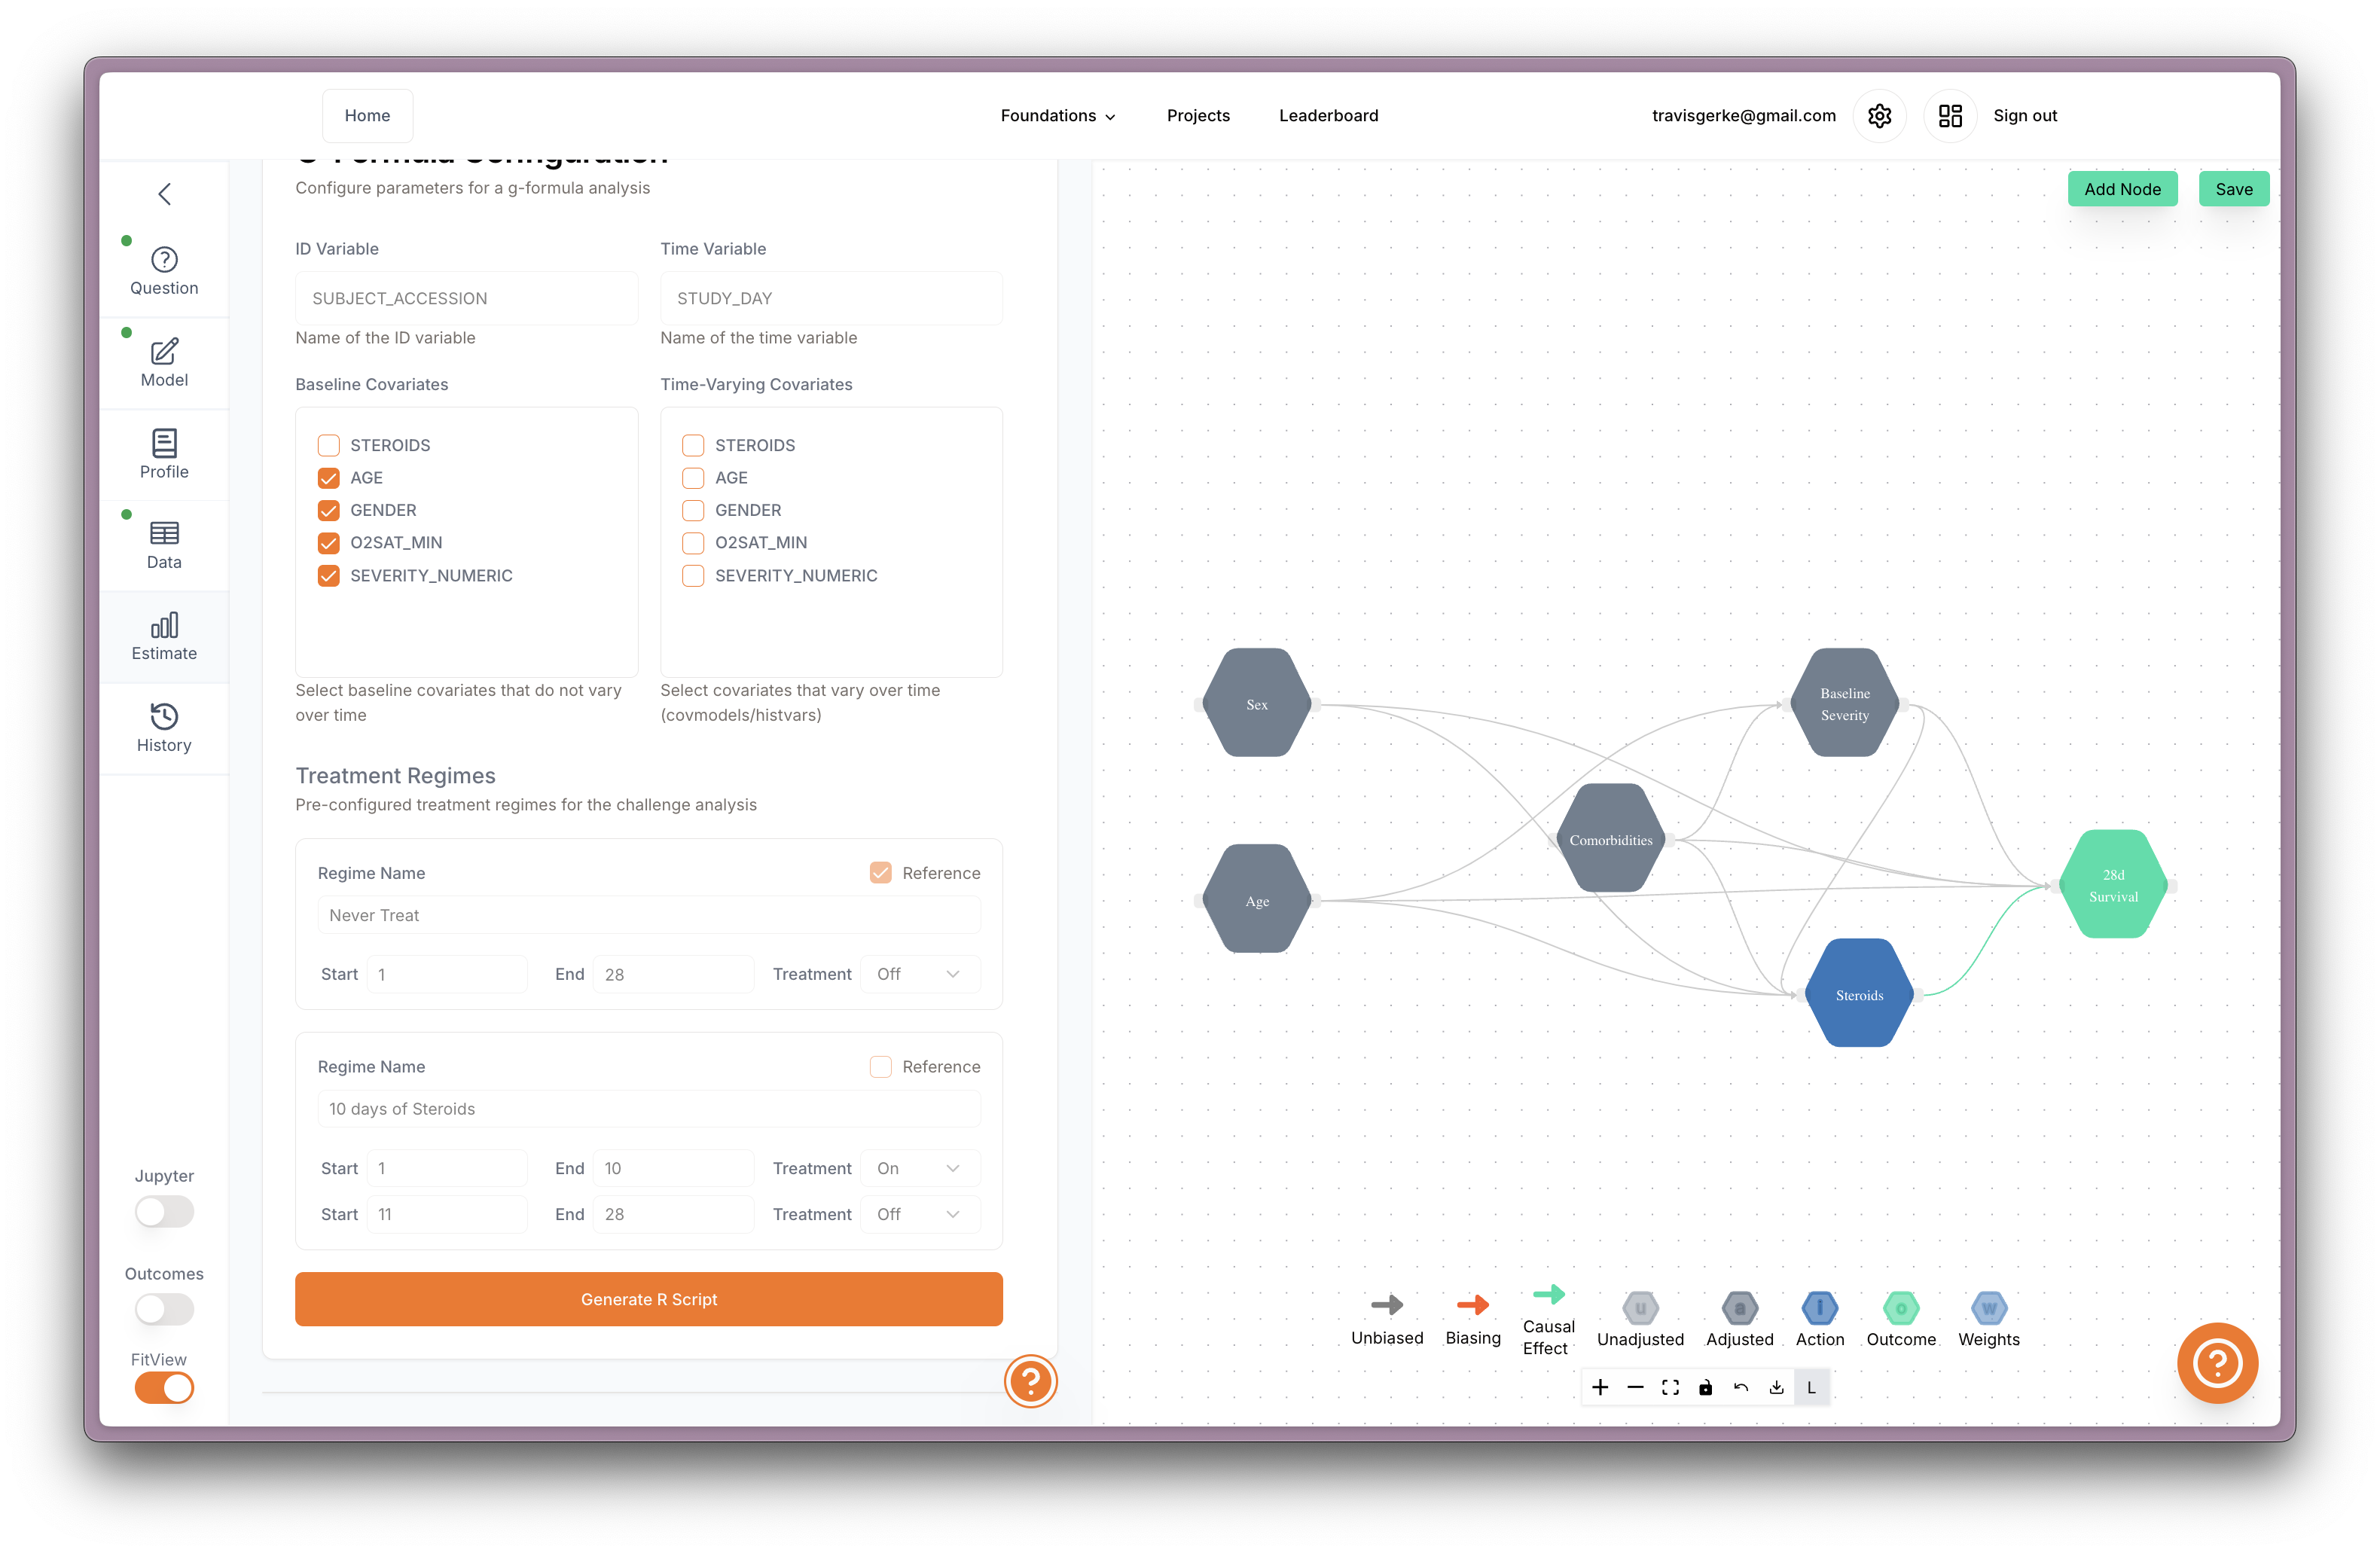 Home
Foundations
Projects
Leaderboard
travisgerke@gmail.com
Sign out
Question
Model
Profile
Data
Estimate
History
Jupyter
Outcomes
FitView
G-Formula Configuration
Configure parameters for a g-formula analysis
ID Variable
SUBJECT_ACCESSION
Name of the ID variable
Time Variable
STUDY_DAY
Name of the time variable
Baseline Covariates
STEROIDS
AGE
GENDER
O2SAT_MIN
SEVERITY_NUMERIC
Select baseline covariates that do not vary
over time
Time-Varying Covariates
STEROIDS
AGE
GENDER
O2SAT_MIN
SEVERITY_NUMERIC
Select covariates that vary over time
(covmodels/histvars)
Treatment Regimes
Pre-configured treatment regimes for the challenge analysis
Regime Name
Reference
Never Treat
Start 1 End 28 Treatment Off
Regime Name
Reference
10 days of Steroids
Start 1 End 10 Treatment On
Start 11 End 28 Treatment Off
Generate R Script
?
Add Node
Save
Sex
Baseline
Severity
Comorbidities
Age
28d
Survival
Steroids
Unbiased
Biasing
Causal
Effect
u
Unadjusted
a
Adjusted
i
Action
o
Outcome
w
Weights
L
?